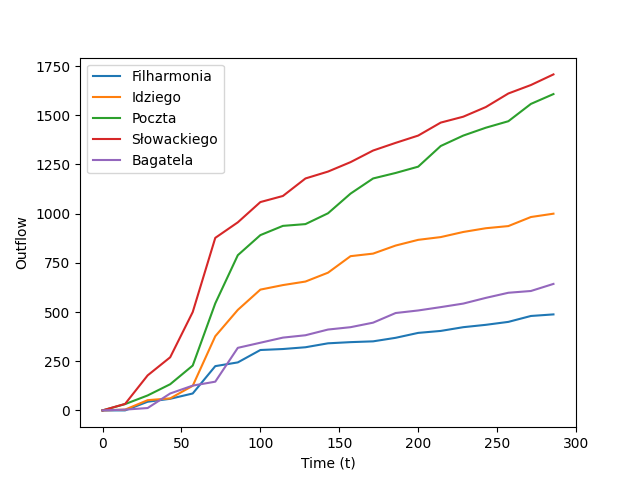 1750
1500
1250
1000
750
500
250
0
Outflow
Filharmonia
Idziego
Poczta
Słowackiego
Bagatela
0 50 100 150 200 250 300
Time (t)